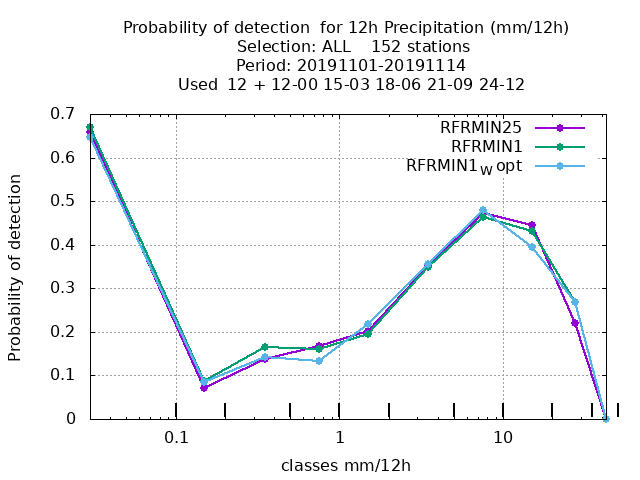 Probability of detection  for 12h Precipitation (mm/12h)
Selection: ALL    152 stations
Period: 20191101-20191114
Used  12 + 12-00 15-03 18-06 21-09 24-12
RFRMIN25
RFRMIN1
RFRMIN1W opt
Probability of detection
0.7
0.6
0.5
0.4
0.3
0.2
0.1
0
0.1 1 10
classes mm/12h